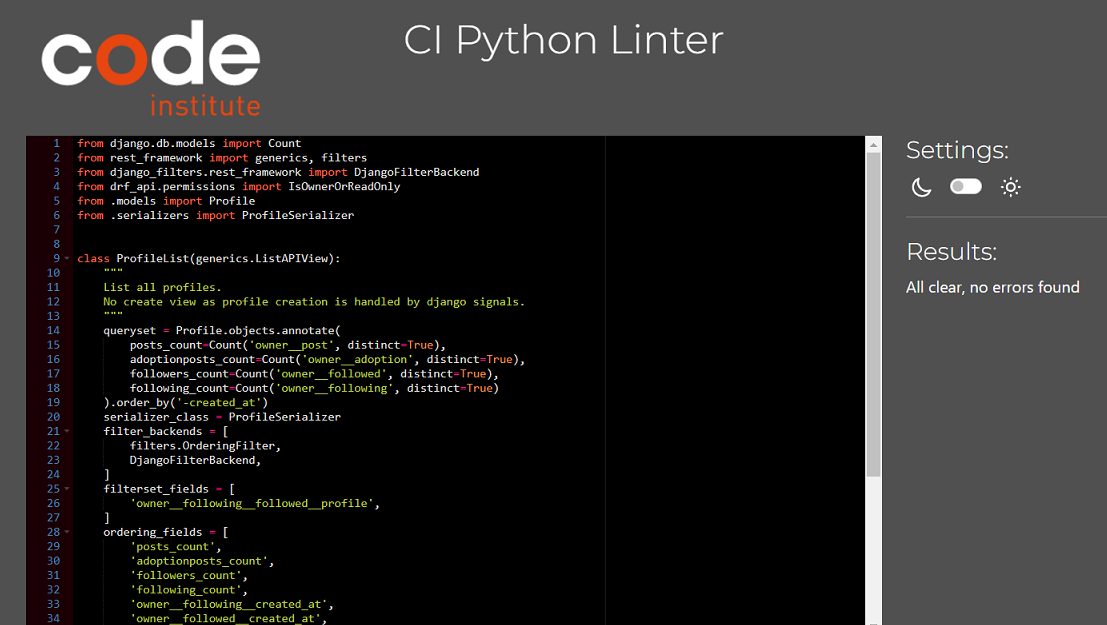 code
institute
CI Python Linter
1 from django.db.models import Count
2 from rest_framework import generics, filters
3 from django_filters.rest_framework import DjangoFilterBackend
4 from drf_api.permissions import IsOwnerOrReadOnly
5 from .models import Profile
6 from .serializers import ProfileSerializer
7
8
9 class ProfileList(generics.ListAPIView):
10     """
11     List all profiles.
12     No create view as profile creation is handled by django signals.
13     """
14     queryset = Profile.objects.annotate(
15         posts_count=Count('owner__post', distinct=True),
16         adoptionposts_count=Count('owner__adoption', distinct=True),
17         followers_count=Count('owner__followed', distinct=True),
18         following_count=Count('owner__following', distinct=True)
19     ).order_by('-created_at')
20     serializer_class = ProfileSerializer
21     filter_backends = [
22         filters.OrderingFilter,
23         DjangoFilterBackend,
24     ]
25     filterset_fields = [
26         'owner__following__followed__profile',
27     ]
28     ordering_fields = [
29         'posts_count',
30         'adoptionposts_count',
31         'followers_count',
32         'following_count',
33         'owner__following__created_at',
34         'owner__followed__created_at',
Settings:
Results:
All clear, no errors found